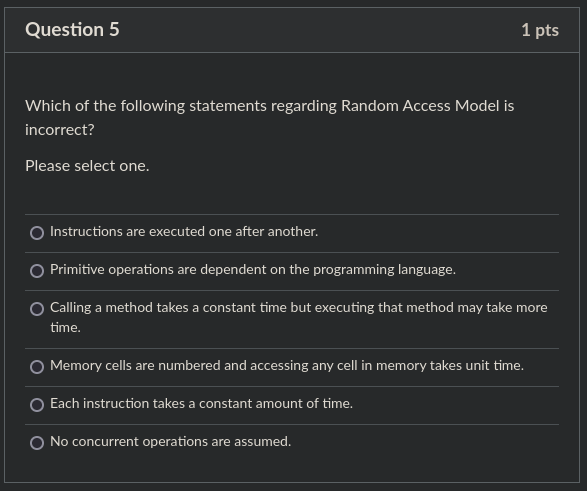 Question 5
1 pts
Which of the following statements regarding Random Access Model is
incorrect?
Please select one.
Instructions are executed one after another.
Primitive operations are dependent on the programming language.
Calling a method takes a constant time but executing that method may take more
time.
Memory cells are numbered and accessing any cell in memory takes unit time.
Each instruction takes a constant amount of time.
No concurrent operations are assumed.